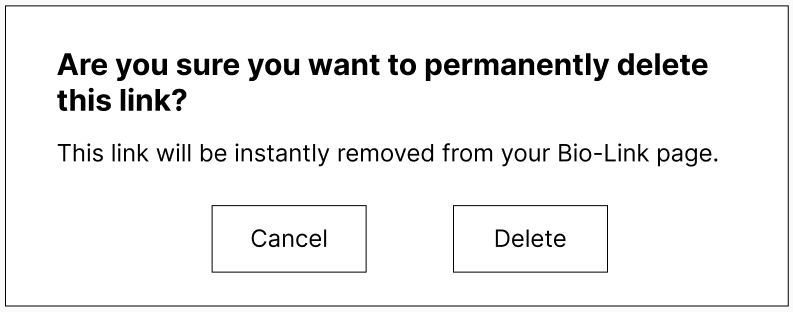 Are you sure you want to permanently delete
this link?
This link will be instantly removed from your Bio-Link page.
Cancel
Delete